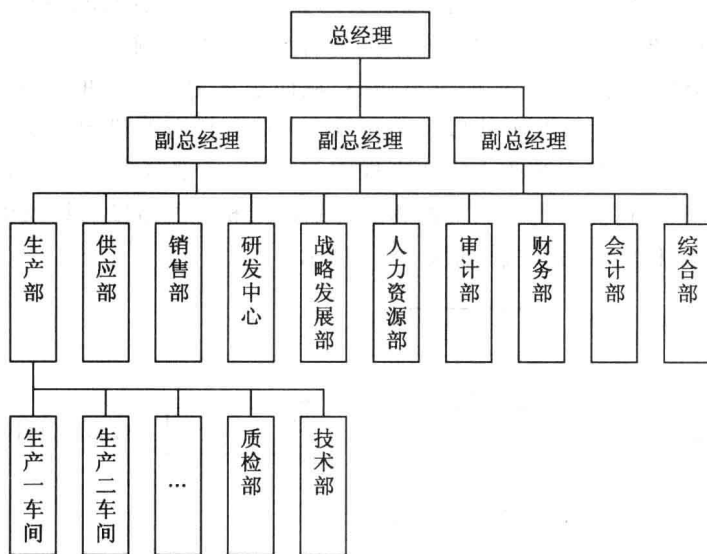 总经理
副总经理
副总经理
副总经理
生产部
供应部
销售部
研发中心
战略发展部
人力资源部
审计部
财务部
会计部
综合部
生产一车间
生产二车间
…
质检部
技术部